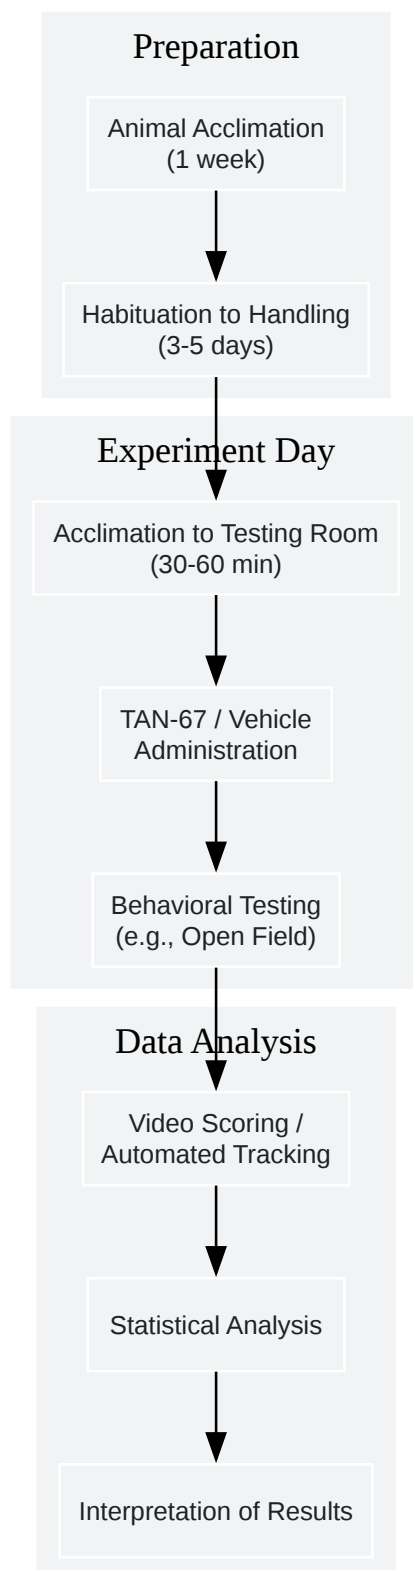 Preparation
Animal Acclimation
(1 week)
Habituation to Handling
(3-5 days)
Experiment Day
Acclimation to Testing Room
(30-60 min)
TAN-67 / Vehicle
Administration
Behavioral Testing
(e.g., Open Field)
Data Analysis
Video Scoring /
Automated Tracking
Statistical Analysis
Interpretation of Results